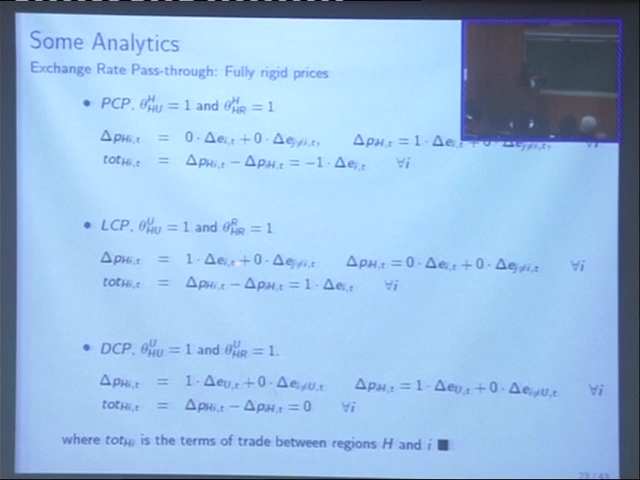 Some Analytics
Exchange Rate Pass-through: Fully rigid prices
• PCP, θ^H_HU = 1 and θ^H_HR = 1
Δp_Hi,t = 0 · Δe_i,t + 0 · Δe_j≠i,t, Δp_iH,t = 1 · Δe_i,t + 0 · Δe_j≠i,t, ∀i
tot_Hi,t = Δp_Hi,t − Δp_iH,t = −1 · Δe_i,t ∀i
• LCP, θ^U_HU = 1 and θ^R_HR = 1
Δp_Hi,t = 1 · Δe_i,t + 0 · Δe_j≠i,t Δp_iH,t = 0 · Δe_i,t + 0 · Δe_j≠i,t ∀i
tot_Hi,t = Δp_Hi,t − Δp_iH,t = 1 · Δe_i,t ∀i
• DCP, θ^U_HU = 1 and θ^U_HR = 1.
Δp_Hi,t = 1 · Δe_U,t + 0 · Δe_i≠U,t Δp_iH,t = 1 · Δe_U,t + 0 · Δe_i≠U,t ∀i
tot_Hi,t = Δp_Hi,t − Δp_iH,t = 0 ∀i
where tot_Hi is the terms of trade between regions H and i ■